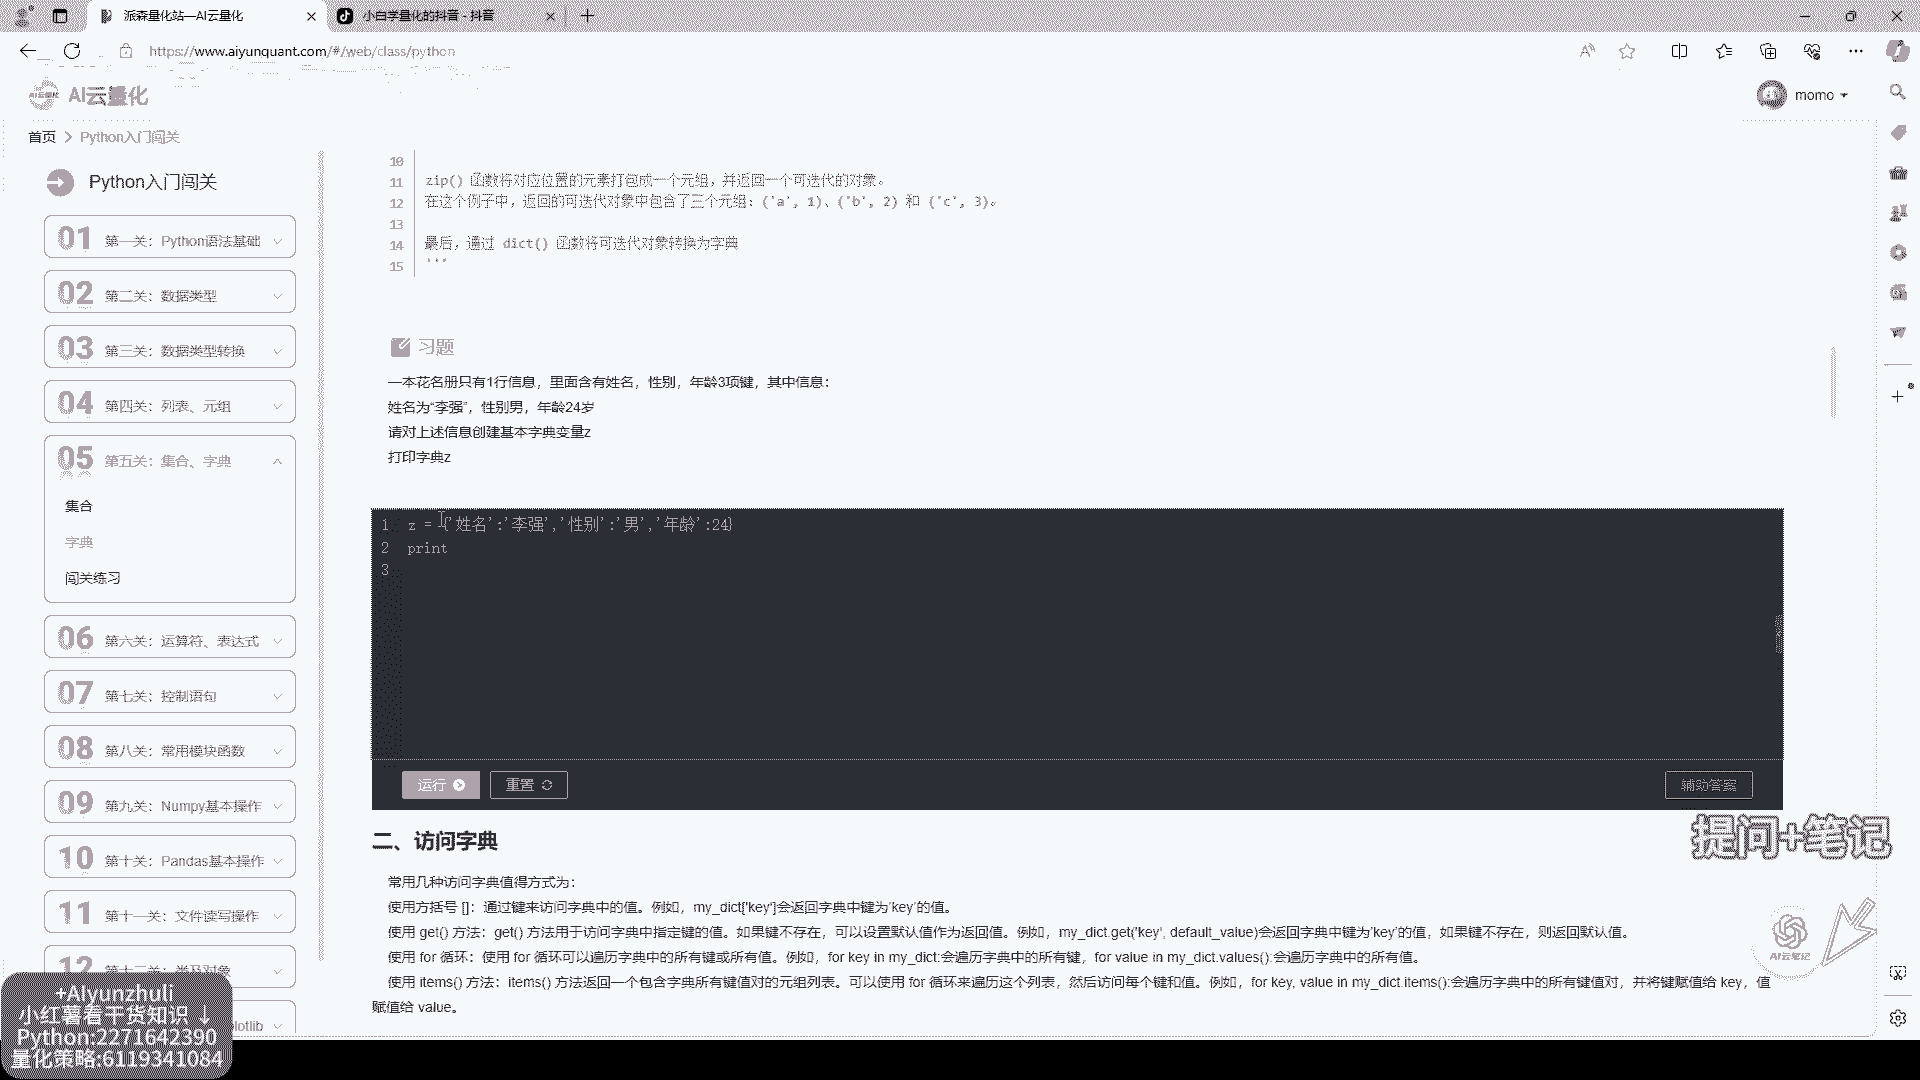 派森量化站—AI云量化
小白学量化的抖音 - 抖音
https://www.aiyunquant.com/#/web/class/python
AI云量化
momo
首页 > Python入门闯关
Python入门闯关
01 第一关：Python语法基础
02 第二关：数据类型
03 第三关：数据类型转换
04 第四关：列表、元组
05 第五关：集合、字典
集合
字典
闯关练习
06 第六关：运算符、表达式
07 第七关：控制语句
08 第八关：常用模块函数
09 第九关：Numpy基本操作
10 第十关：Pandas基本操作
11 第十一关：文件读写操作
12 第十二关：类及对象
plotlib
10
11 zip() 函数将对应位置的元素打包成一个元组，并返回一个可迭代的对象。
12 在这个例子中，返回的可迭代对象中包含了三个元组：('a', 1)、('b', 2) 和 ('c', 3)。
13
14 最后，通过 dict() 函数将可迭代对象转换为字典
15 '''
习题
一本花名册只有1行信息，里面含有姓名，性别，年龄3项键，其中信息：
姓名为“李强”，性别男，年龄24岁
请对上述信息创建基本字典变量z
打印字典z
1 z = {'姓名':'李强','性别':'男','年龄':24}
2 print
3
运行
重置
辅助答案
二、访问字典
常用几种访问字典值得方式为：
使用方括号 []：通过键来访问字典中的值。例如，my_dict['key']会返回字典中键为'key'的值。
使用 get() 方法：get() 方法用于访问字典中指定键的值。如果键不存在，可以设置默认值作为返回值。例如，my_dict.get('key', default_value)会返回字典中键为'key'的值，如果键不存在，则返回默认值。
使用 for 循环：使用 for 循环可以遍历字典中的所有键或所有值。例如，for key in my_dict:会遍历字典中的所有键，for value in my_dict.values():会遍历字典中的所有值。
使用 items() 方法：items() 方法返回一个包含字典所有键值对的元组列表。可以使用 for 循环来遍历这个列表，然后访问每个键和值。例如，for key, value in my_dict.items():会遍历字典中的所有键值对，并将键赋值给 key，值
赋值给 value。
提问+笔记
AI云笔记
+AIyunzhuli
小红薯看干货知识 ↓
Python:2271642390
量化策略:6119341084